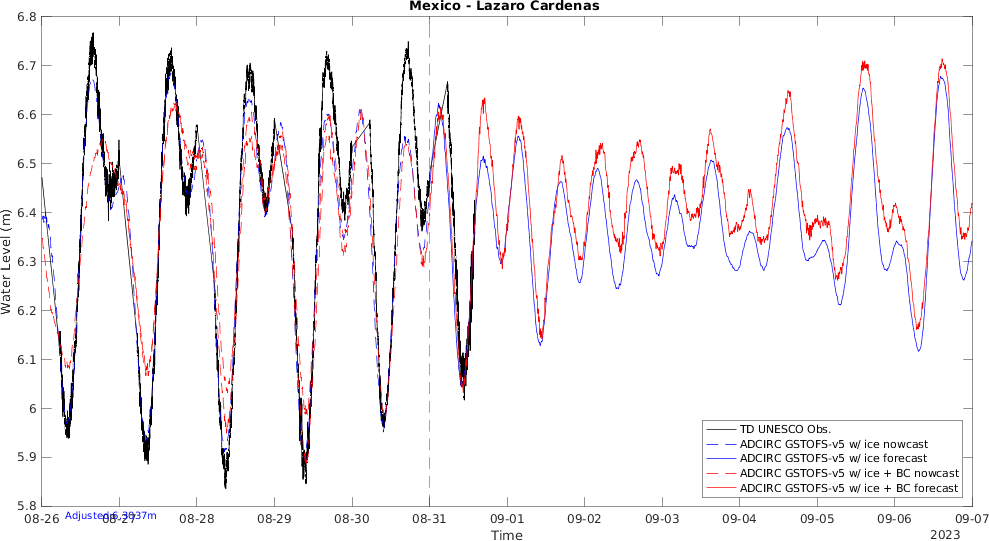 Mexico - Lazaro Cardenas
6.8
6.7
6.6
6.5
6.4
6.3
6.2
6.1
6
5.9
5.8
Water Level (m)
TD UNESCO Obs.
ADCIRC GSTOFS-v5 w/ ice nowcast
ADCIRC GSTOFS-v5 w/ ice forecast
ADCIRC GSTOFS-v5 w/ ice + BC nowcast
ADCIRC GSTOFS-v5 w/ ice + BC forecast
08-26 08-27 08-28 08-29 08-30 08-31 09-01 09-02 09-03 09-04 09-05 09-06 09-07
Time
2023